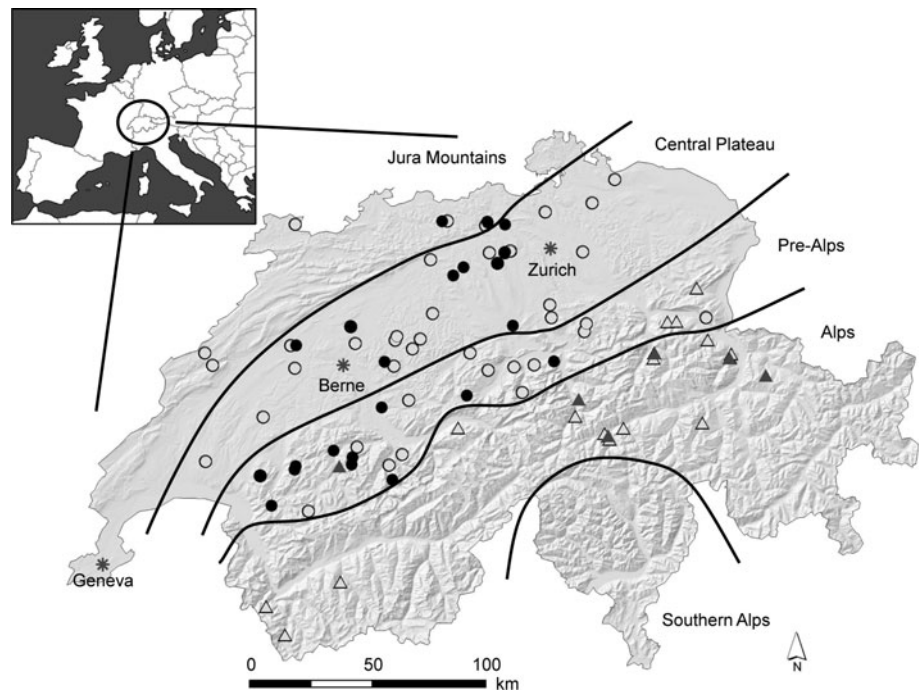 Jura Mountains
Central Plateau
Pre-Alps
Zurich
Alps
Berne
Geneva
Southern Alps
0 50 100
km
N